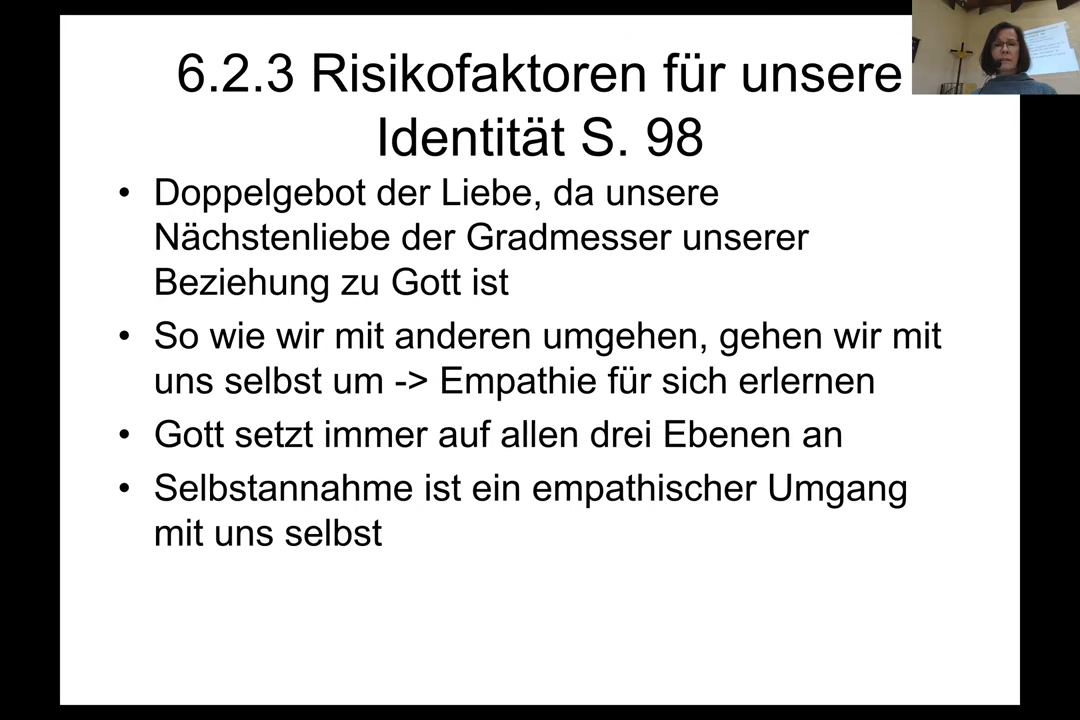 6.2.3 Risikofaktoren für unsere
Identität S. 98
• Doppelgebot der Liebe, da unsere
Nächstenliebe der Gradmesser unserer
Beziehung zu Gott ist
• So wie wir mit anderen umgehen, gehen wir mit
uns selbst um -> Empathie für sich erlernen
• Gott setzt immer auf allen drei Ebenen an
• Selbstannahme ist ein empathischer Umgang
mit uns selbst